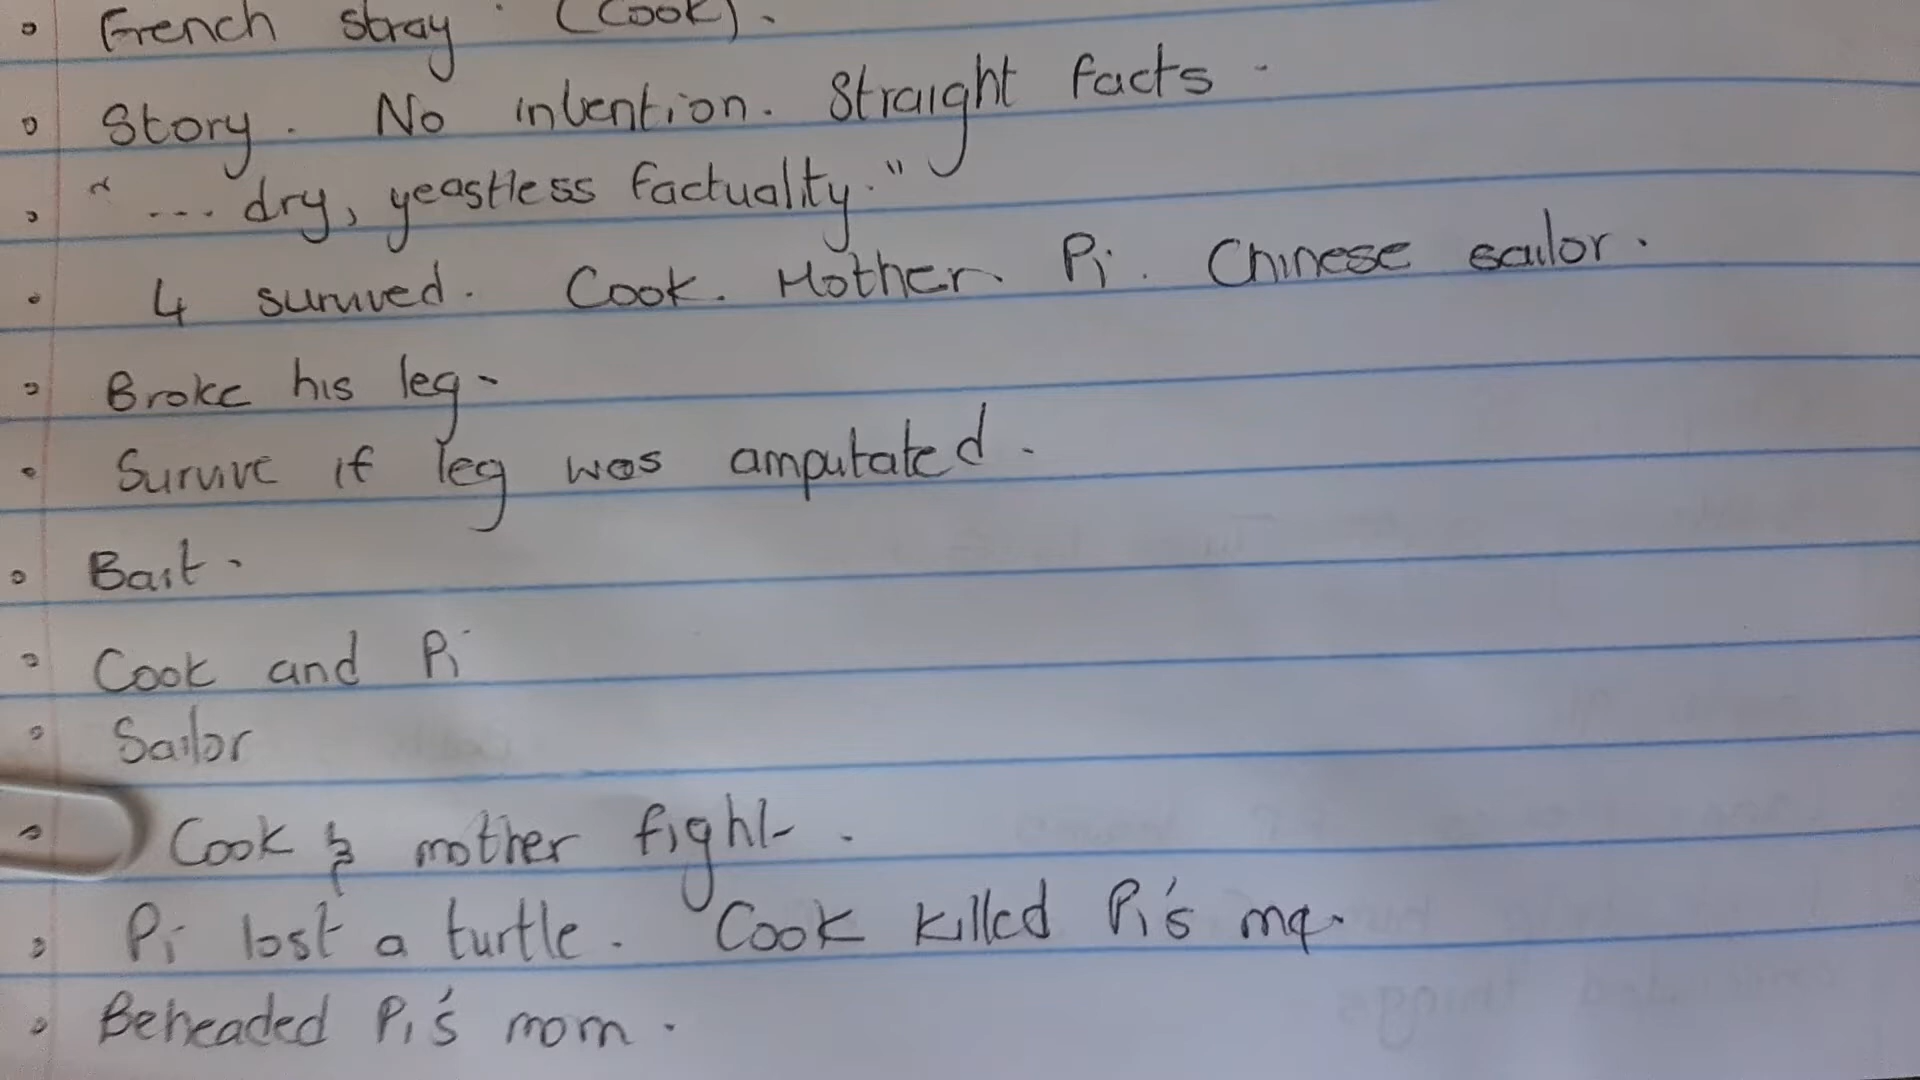 French stray (Cook).
Story. No invention. Straight facts.
"... dry, yeastless factuality."
4 survived. Cook. Mother. Pi. Chinese sailor.
Broke his leg.
Survive if leg was amputated.
Bait.
Cook and Pi
Sailor
Cook & mother fight.
Pi lost a turtle. Cook killed Pi's ma.
Beheaded Pi's mom.